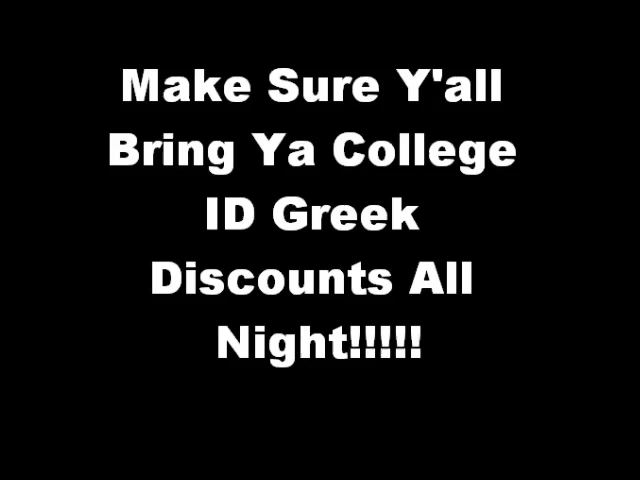 Make Sure Y'all
Bring Ya College
ID Greek
Discounts All
Night!!!!!